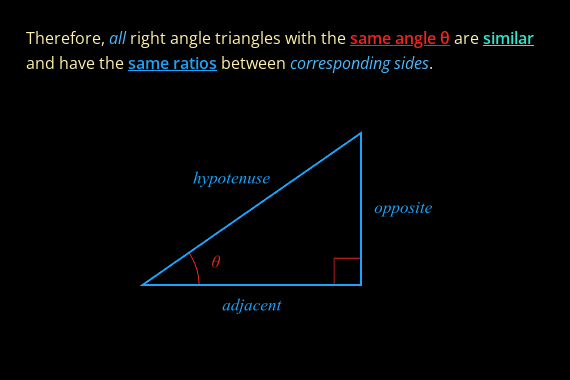 Therefore, all right angle triangles with the same angle θ are similar
and have the same ratios between corresponding sides.
hypotenuse
opposite
θ
adjacent